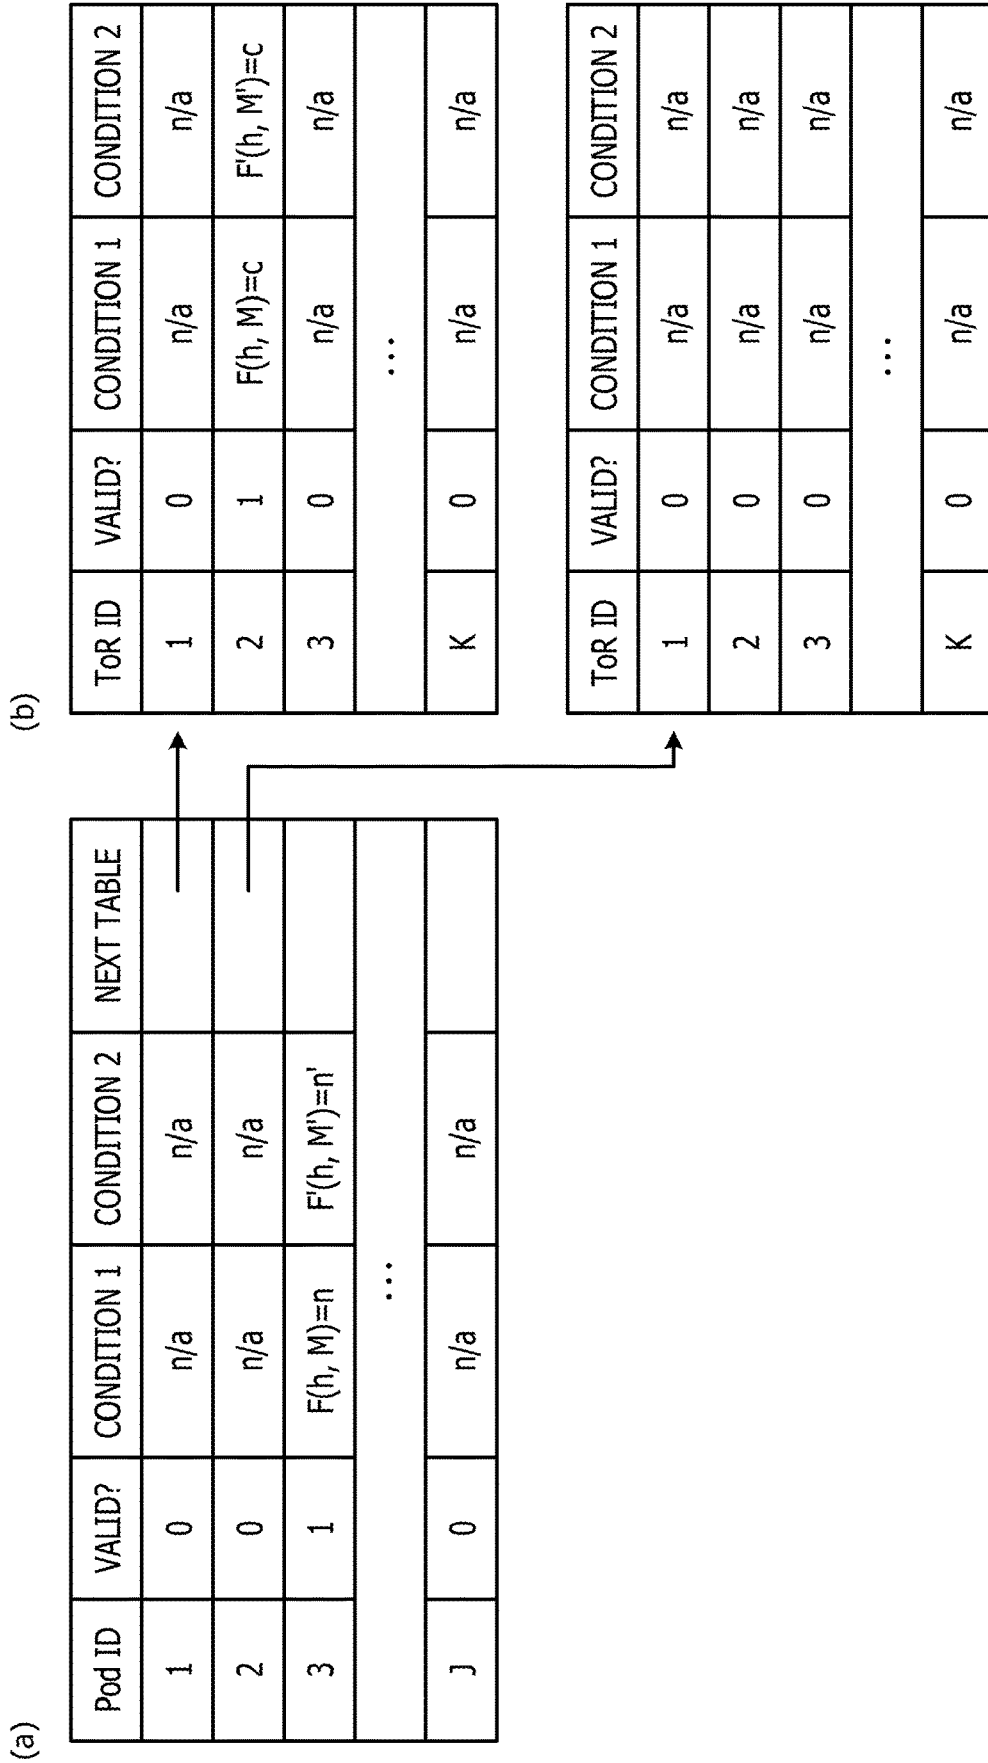 (a)
Pod ID VALID? CONDITION 1 CONDITION 2 NEXT TABLE
1 0 n/a n/a
2 0 n/a n/a
3 1 F(h, M)=n F'(h, M')=n'
...
J 0 n/a n/a
(b)
ToR ID VALID? CONDITION 1 CONDITION 2
1 0 n/a n/a
2 1 F(h, M)=c F'(h, M')=c
3 0 n/a n/a
...
K 0 n/a n/a
ToR ID VALID? CONDITION 1 CONDITION 2
1 0 n/a n/a
2 0 n/a n/a
3 0 n/a n/a
...
K 0 n/a n/a